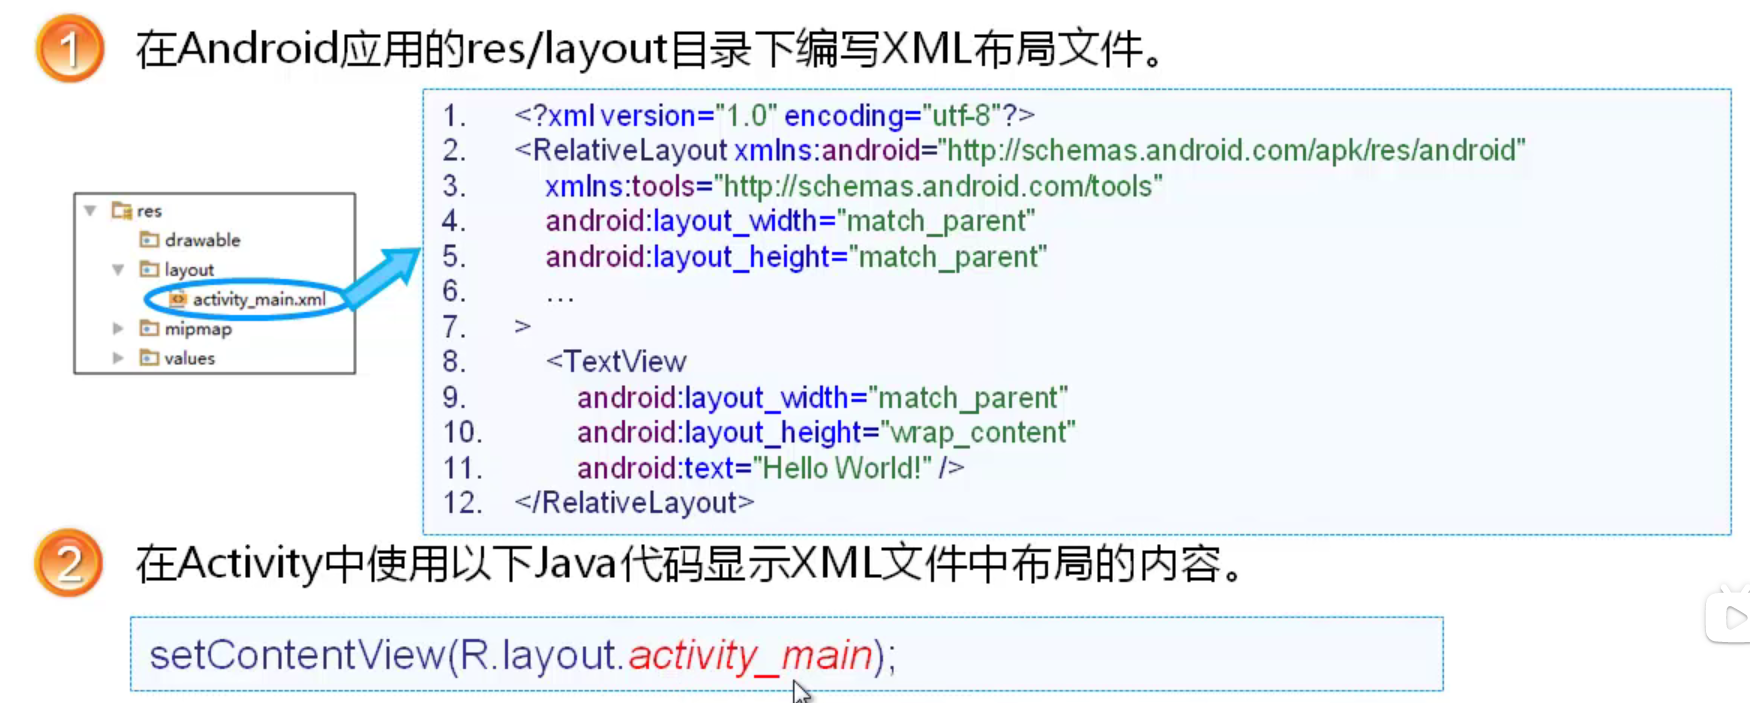 1 在Android应用的res/layout目录下编写XML布局文件。
res
drawable
layout
activity_main.xml
mipmap
values
1. <?xml version="1.0" encoding="utf-8"?>
2. <RelativeLayout xmlns:android="http://schemas.android.com/apk/res/android"
3. xmlns:tools="http://schemas.android.com/tools"
4. android:layout_width="match_parent"
5. android:layout_height="match_parent"
6. ...
7. >
8. <TextView
9. android:layout_width="match_parent"
10. android:layout_height="wrap_content"
11. android:text="Hello World!" />
12. </RelativeLayout>
2 在Activity中使用以下Java代码显示XML文件中布局的内容。
setContentView(R.layout.activity_main);